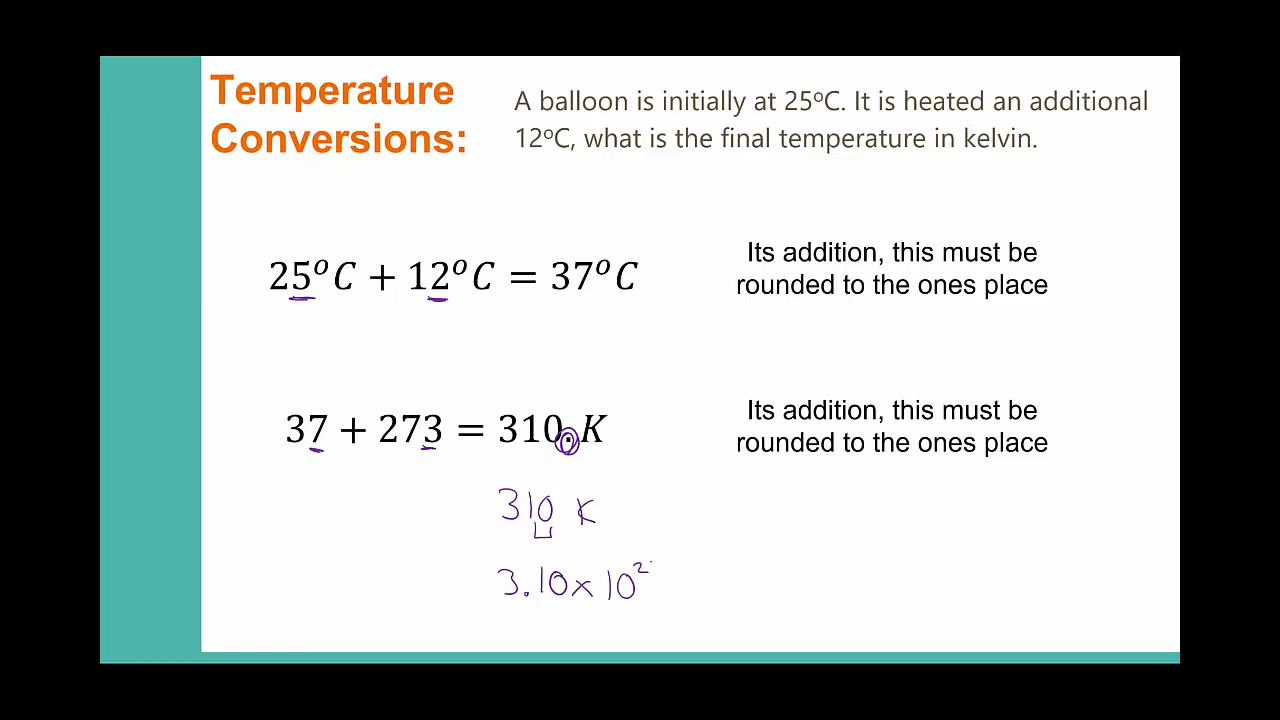 Temperature
Conversions:
A balloon is initially at 25ºC. It is heated an additional
12ºC, what is the final temperature in kelvin.
25ºC + 12ºC = 37ºC
Its addition, this must be
rounded to the ones place
37 + 273 = 310. K
Its addition, this must be
rounded to the ones place
310 K
3.10 x 10²